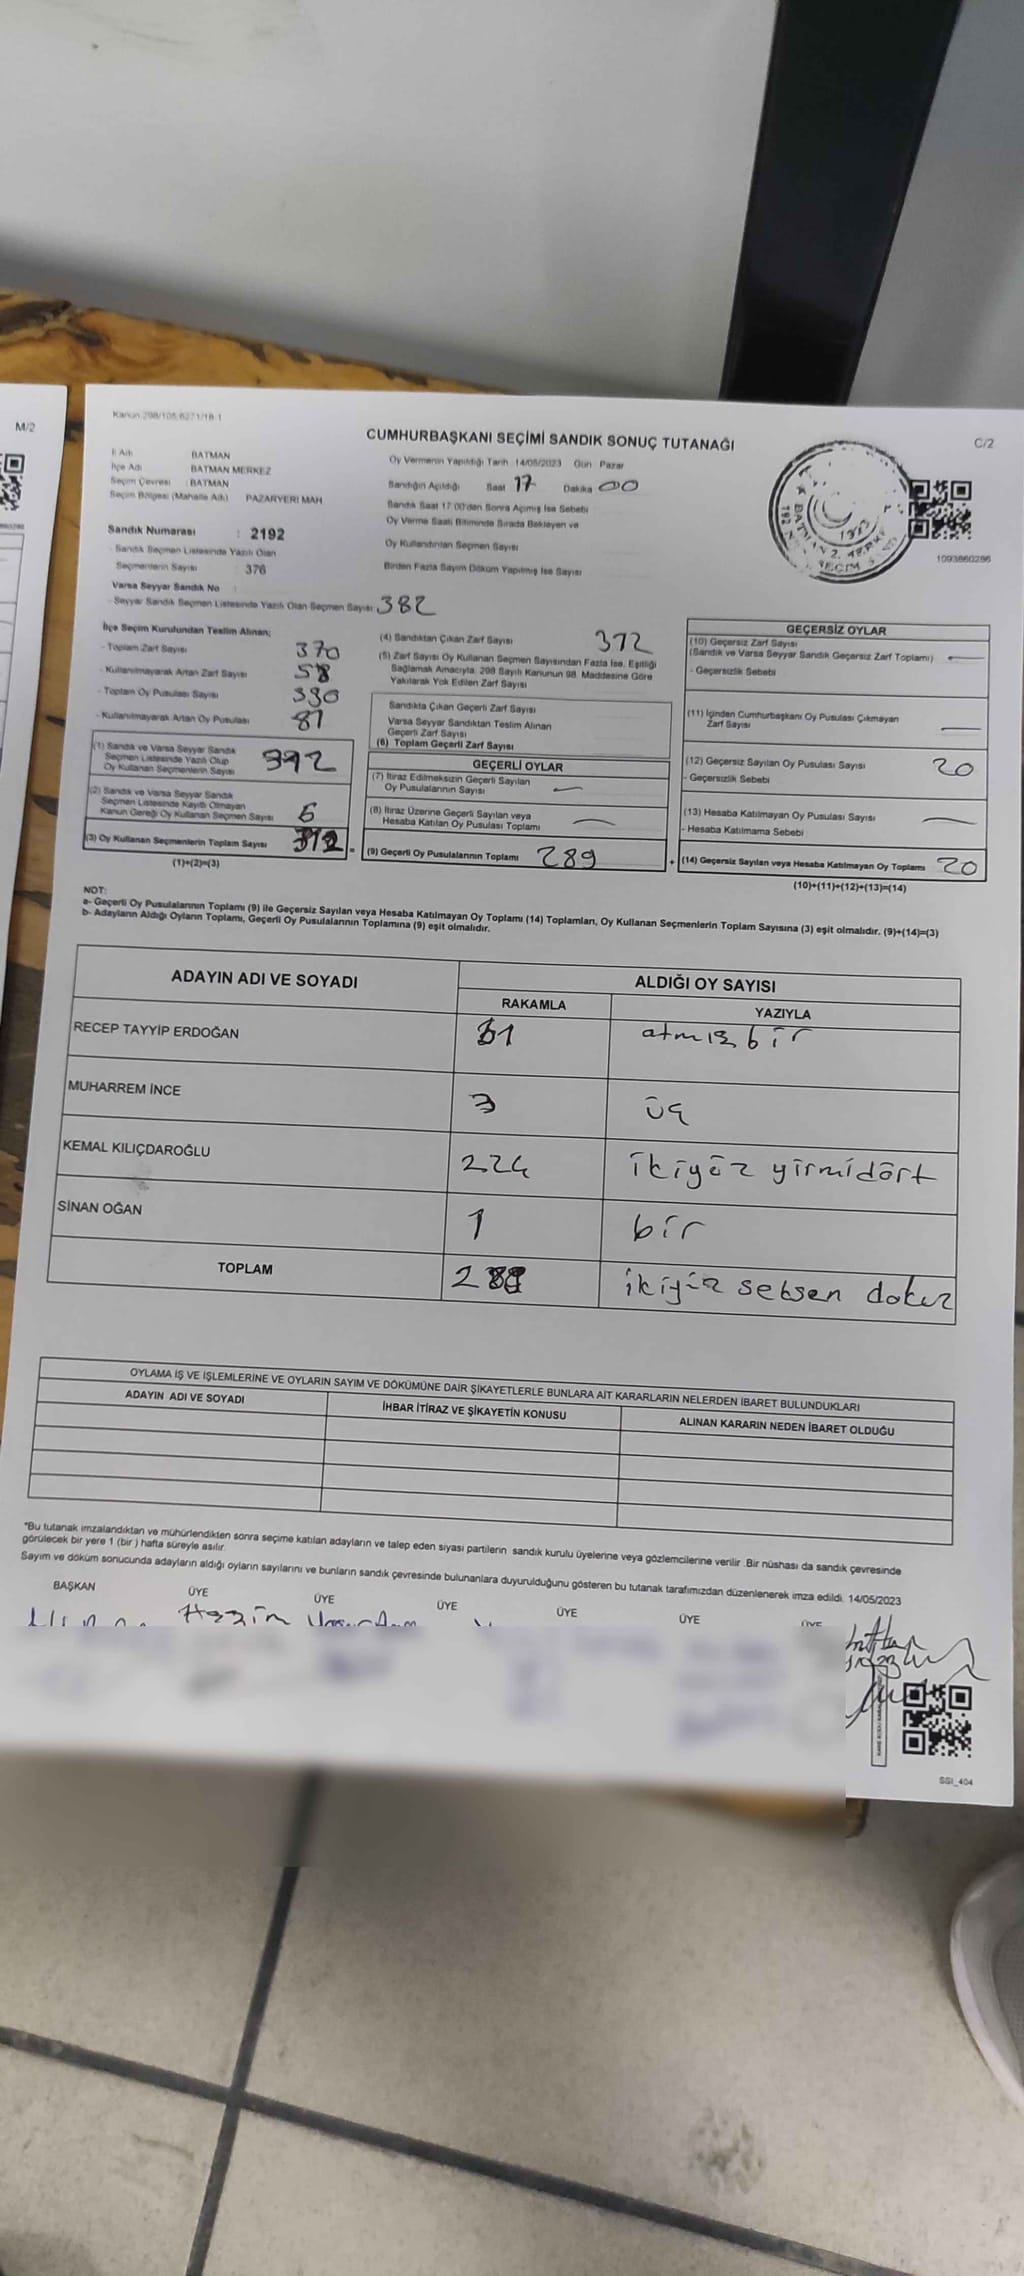 M/2
Kanun 298/105.6271/18-1
C/2
CUMHURBAŞKANI SEÇİMİ SANDIK SONUÇ TUTANAĞI
İl Adı BATMAN
İlçe Adı BATMAN MERKEZ
Seçim Çevresi : BATMAN
Seçim Bölgesi (Mahalle Adı) PAZARYERİ MAH
Sandık Numarası : 2192
- Sandık Seçmen Listesinde Yazılı Olan
Seçmenlerin Sayısı 376
Varsa Seyyar Sandık No
- Seyyar Sandık Seçmen Listesinde Yazılı Olan Seçmen Sayısı 382
Oy Vermenin Yapıldığı Tarih :14/05/2023 Gün Pazar
Sandığın Açıldığı Saat 17 Dakika 00
Sandık Saat 17:00'den Sonra Açılmış İse Sebebi
Oy Verme Saati Bitiminde Sırada Bekleyen ve
Oy Kullandırılan Seçmen Sayısı
Birden Fazla Sayım Döküm Yapılmış İse Sayısı
BATMAN 2. MERKEZ
1923
1093860286
İlçe Seçim Kurulundan Teslim Alınan;
- Toplam Zarf Sayısı 370
- Kullanılmayarak Artan Zarf Sayısı 58
- Toplam Oy Pusulası Sayısı 390
- Kullanılmayarak Artan Oy Pusulası 81
(1) Sandık ve Varsa Seyyar Sandık
Seçmen Listesinde Yazılı Olup
Oy Kullanan Seçmenlerin Sayısı
(2) Sandık ve Varsa Seyyar Sandık
Seçmen Listesinde Kayıtlı Olmayan
Kanun Gereği Oy Kullanan Seçmen Sayısı 6
(3) Oy Kullanan Seçmenlerin Toplam Sayısı
(1)+(2)=(3)
(4) Sandıktan Çıkan Zarf Sayısı 312
(5) Zarf Sayısı Oy Kullanan Seçmen Sayısından Fazla İse, Eşitliği
Sağlamak Amacıyla, 298 Sayılı Kanunun 98. Maddesine Göre
Yakılarak Yok Edilen Zarf Sayısı
Sandıkta Çıkan Geçerli Zarf Sayısı
Varsa Seyyar Sandıktan Teslim Alınan
Geçerli Zarf Sayısı
(6) Toplam Geçerli Zarf Sayısı
GEÇERLİ OYLAR
(7) İtiraz Edilmeksizin Geçerli Sayılan
Oy Pusulalarının Sayısı —
(8) İtiraz Üzerine Geçerli Sayılan veya
Hesaba Katılan Oy Pusulası Toplamı —
= (9) Geçerli Oy Pusulalarının Toplamı 289
GEÇERSİZ OYLAR
(10) Geçersiz Zarf Sayısı
(Sandık ve Varsa Seyyar Sandık Geçersiz Zarf Toplamı) —
- Geçersizlik Sebebi
(11) İçinden Cumhurbaşkanı Oy Pusulası Çıkmayan
Zarf Sayısı —
(12) Geçersiz Sayılan Oy Pusulası Sayısı 20
- Geçersizlik Sebebi
(13) Hesaba Katılmayan Oy Pusulası Sayısı —
- Hesaba Katılmama Sebebi
+ (14) Geçersiz Sayılan veya Hesaba Katılmayan Oy Toplamı 20
(10)+(11)+(12)+(13)=(14)
NOT:
a- Geçerli Oy Pusulalarının Toplamı (9) ile Geçersiz Sayılan veya Hesaba Katılmayan Oy Toplamı (14) Toplamları, Oy Kullanan Seçmenlerin Toplam Sayısına (3) eşit olmalıdır. (9)+(14)=(3)
b- Adayların Aldığı Oyların Toplamı, Geçerli Oy Pusulalarının Toplamına (9) eşit olmalıdır.
ADAYIN ADI VE SOYADI ALDIĞI OY SAYISI
RAKAMLA YAZIYLA
RECEP TAYYİP ERDOĞAN 61 atmış bir
MUHARREM İNCE 3 üç
KEMAL KILIÇDAROĞLU 224 ikiyüz yirmidört
SİNAN OĞAN 1 bir
TOPLAM 289 ikiyüz seksen dokuz
OYLAMA İŞ VE İŞLEMLERİNE VE OYLARIN SAYIM VE DÖKÜMÜNE DAİR ŞİKAYETLERLE BUNLARA AİT KARARLARIN NELERDEN İBARET BULUNDUKLARI
ADAYIN ADI VE SOYADI İHBAR İTİRAZ VE ŞİKAYETİN KONUSU ALINAN KARARIN NEDEN İBARET OLDUĞU
*Bu tutanak imzalandıktan ve mühürlendikten sonra seçime katılan adayların ve talep eden siyasi partilerin sandık kurulu üyelerine veya gözlemcilerine verilir. Bir nüshası da sandık çevresinde
görülecek bir yere 1 (bir) hafta süreyle asılır.
Sayım ve döküm sonucunda adayların aldığı oyların sayılarını ve bunların sandık çevresinde bulunanlara duyurulduğunu gösteren bu tutanak tarafımızdan düzenlenerek imza edildi. 14/05/2023
BAŞKAN ÜYE ÜYE ÜYE ÜYE ÜYE ÜYE
SSI_404